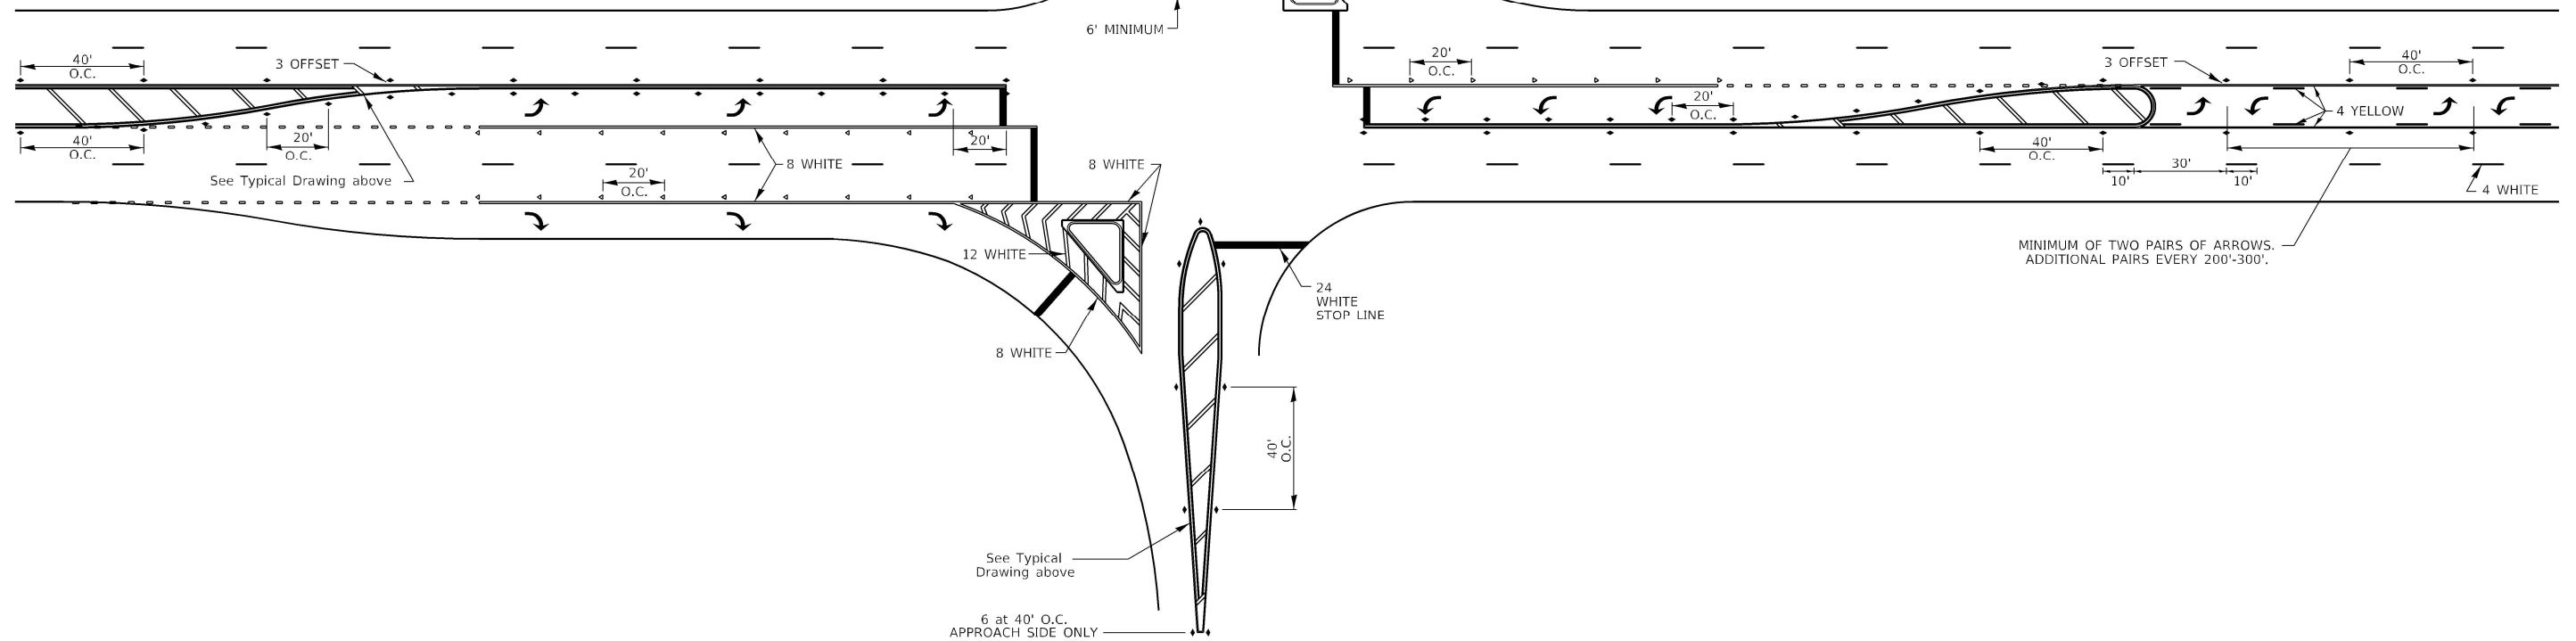 6' MINIMUM
40'
O.C.
3 OFFSET
20'
O.C.
3 OFFSET
40'
O.C.
20'
O.C.
4 YELLOW
40'
O.C.
20'
O.C.
20'
8 WHITE
8 WHITE
40'
O.C.
30'
10'
10'
See Typical Drawing above
20'
O.C.
4 WHITE
12 WHITE
MINIMUM OF TWO PAIRS OF ARROWS.
ADDITIONAL PAIRS EVERY 200'-300'.
24
WHITE
STOP LINE
8 WHITE
40'
O.C.
See Typical
Drawing above
6 at 40' O.C.
APPROACH SIDE ONLY